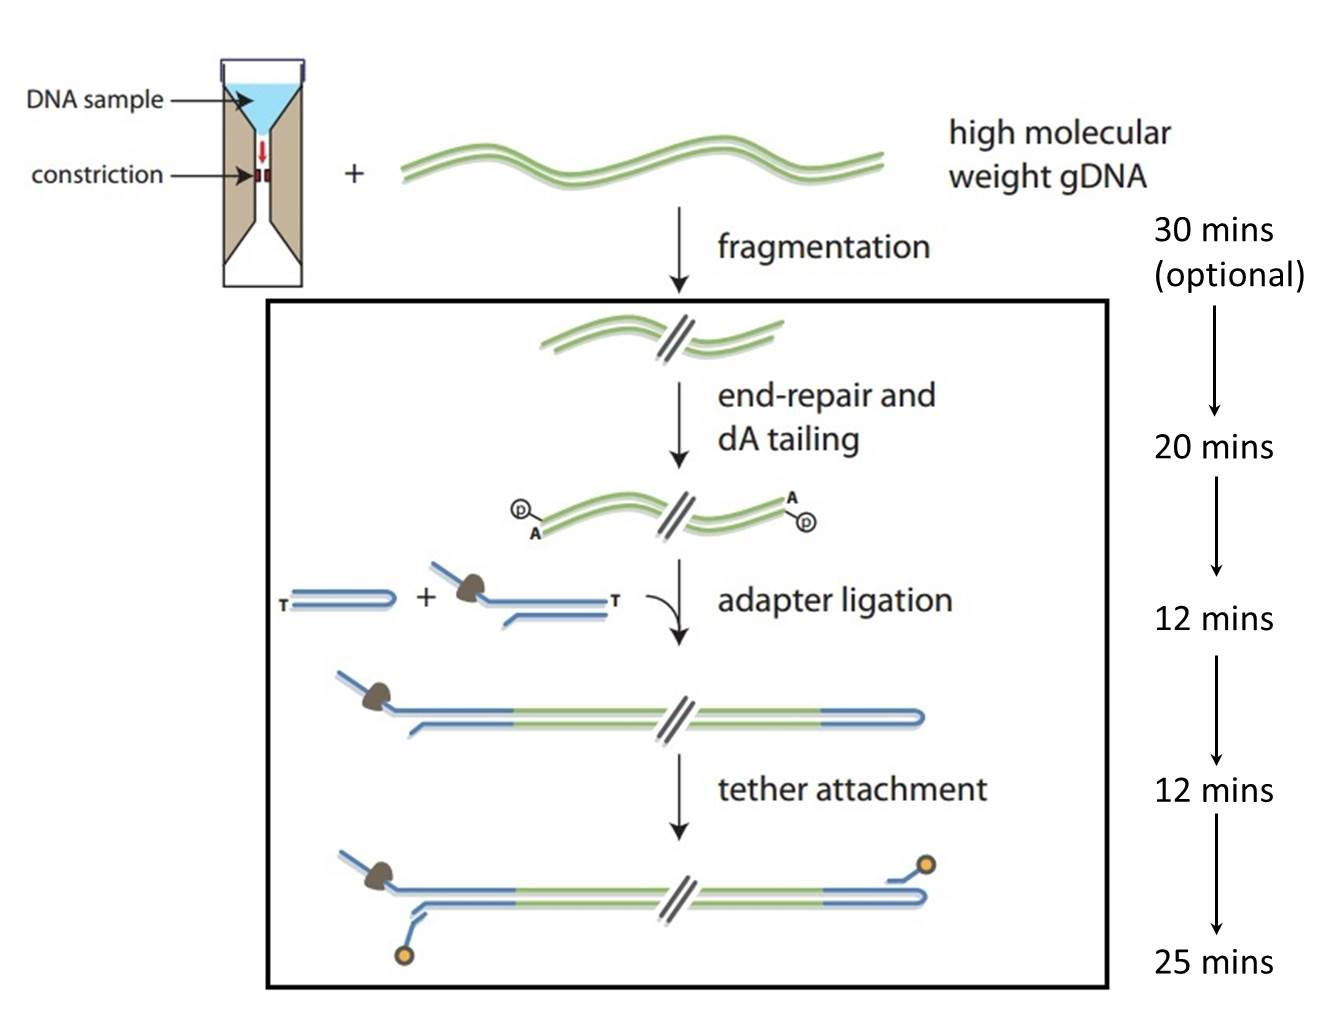 DNA sample
constriction
+
high molecular
weight gDNA
30 mins
(optional)
fragmentation
end-repair and
dA tailing
20 mins
p
A
A
p
T
+
T
adapter ligation
12 mins
tether attachment
12 mins
25 mins